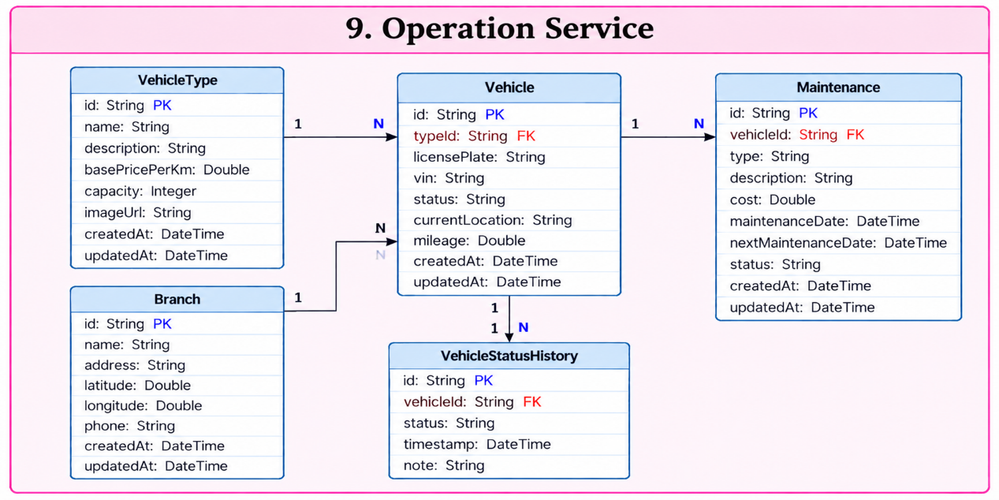 9. Operation Service
VehicleType
id: String PK
name: String
description: String
basePricePerKm: Double
capacity: Integer
imageUrl: String
createdAt: DateTime
updatedAt: DateTime
1
N
Vehicle
id: String PK
typeId: String FK
licensePlate: String
vin: String
status: String
currentLocation: String
mileage: Double
createdAt: DateTime
updatedAt: DateTime
1
N
Maintenance
id: String PK
vehicleId: String FK
type: String
description: String
cost: Double
maintenanceDate: DateTime
nextMaintenanceDate: DateTime
status: String
createdAt: DateTime
updatedAt: DateTime
Branch
id: String PK
name: String
address: String
latitude: Double
longitude: Double
phone: String
createdAt: DateTime
updatedAt: DateTime
1
N
N
1
1 N
VehicleStatusHistory
id: String PK
vehicleId: String FK
status: String
timestamp: DateTime
note: String